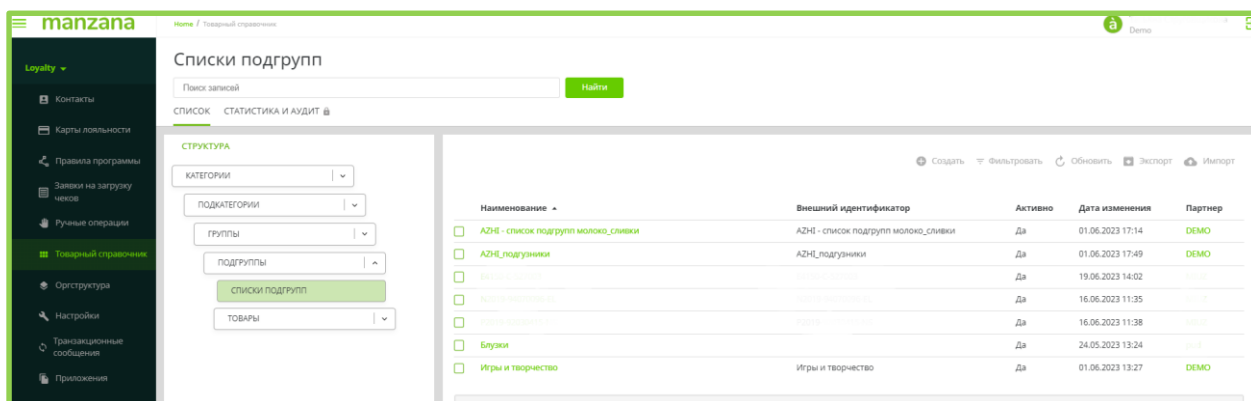 manzana
Home / Товарный справочник
Demo
Loyalty
Контакты
Карты лояльности
Правила программы
Заявки на загрузку
чеков
Ручные операции
Товарный справочник
Оргструктура
Настройки
Транзакционные
сообщения
Приложения
Списки подгрупп
Поиск записей
Найти
СПИСОК СТАТИСТИКА И АУДИТ
СТРУКТУРА
КАТЕГОРИИ
ПОДКАТЕГОРИИ
ГРУППЫ
ПОДГРУППЫ
СПИСКИ ПОДГРУПП
ТОВАРЫ
Создать Фильтровать Обновить Экспорт Импорт
Наименование Внешний идентификатор Активно Дата изменения Партнер
AZHI - список подгрупп молоко_сливки AZHI - список подгрупп молоко_сливки Да 01.06.2023 17:14 DEMO
AZHI_подгузники AZHI_подгузники Да 01.06.2023 17:49 DEMO
Да 19.06.2023 14:02
Да 16.06.2023 11:35
Да 16.06.2023 11:38
Блузки Да 24.05.2023 13:24
Игры и творчество Игры и творчество Да 01.06.2023 13:27 DEMO